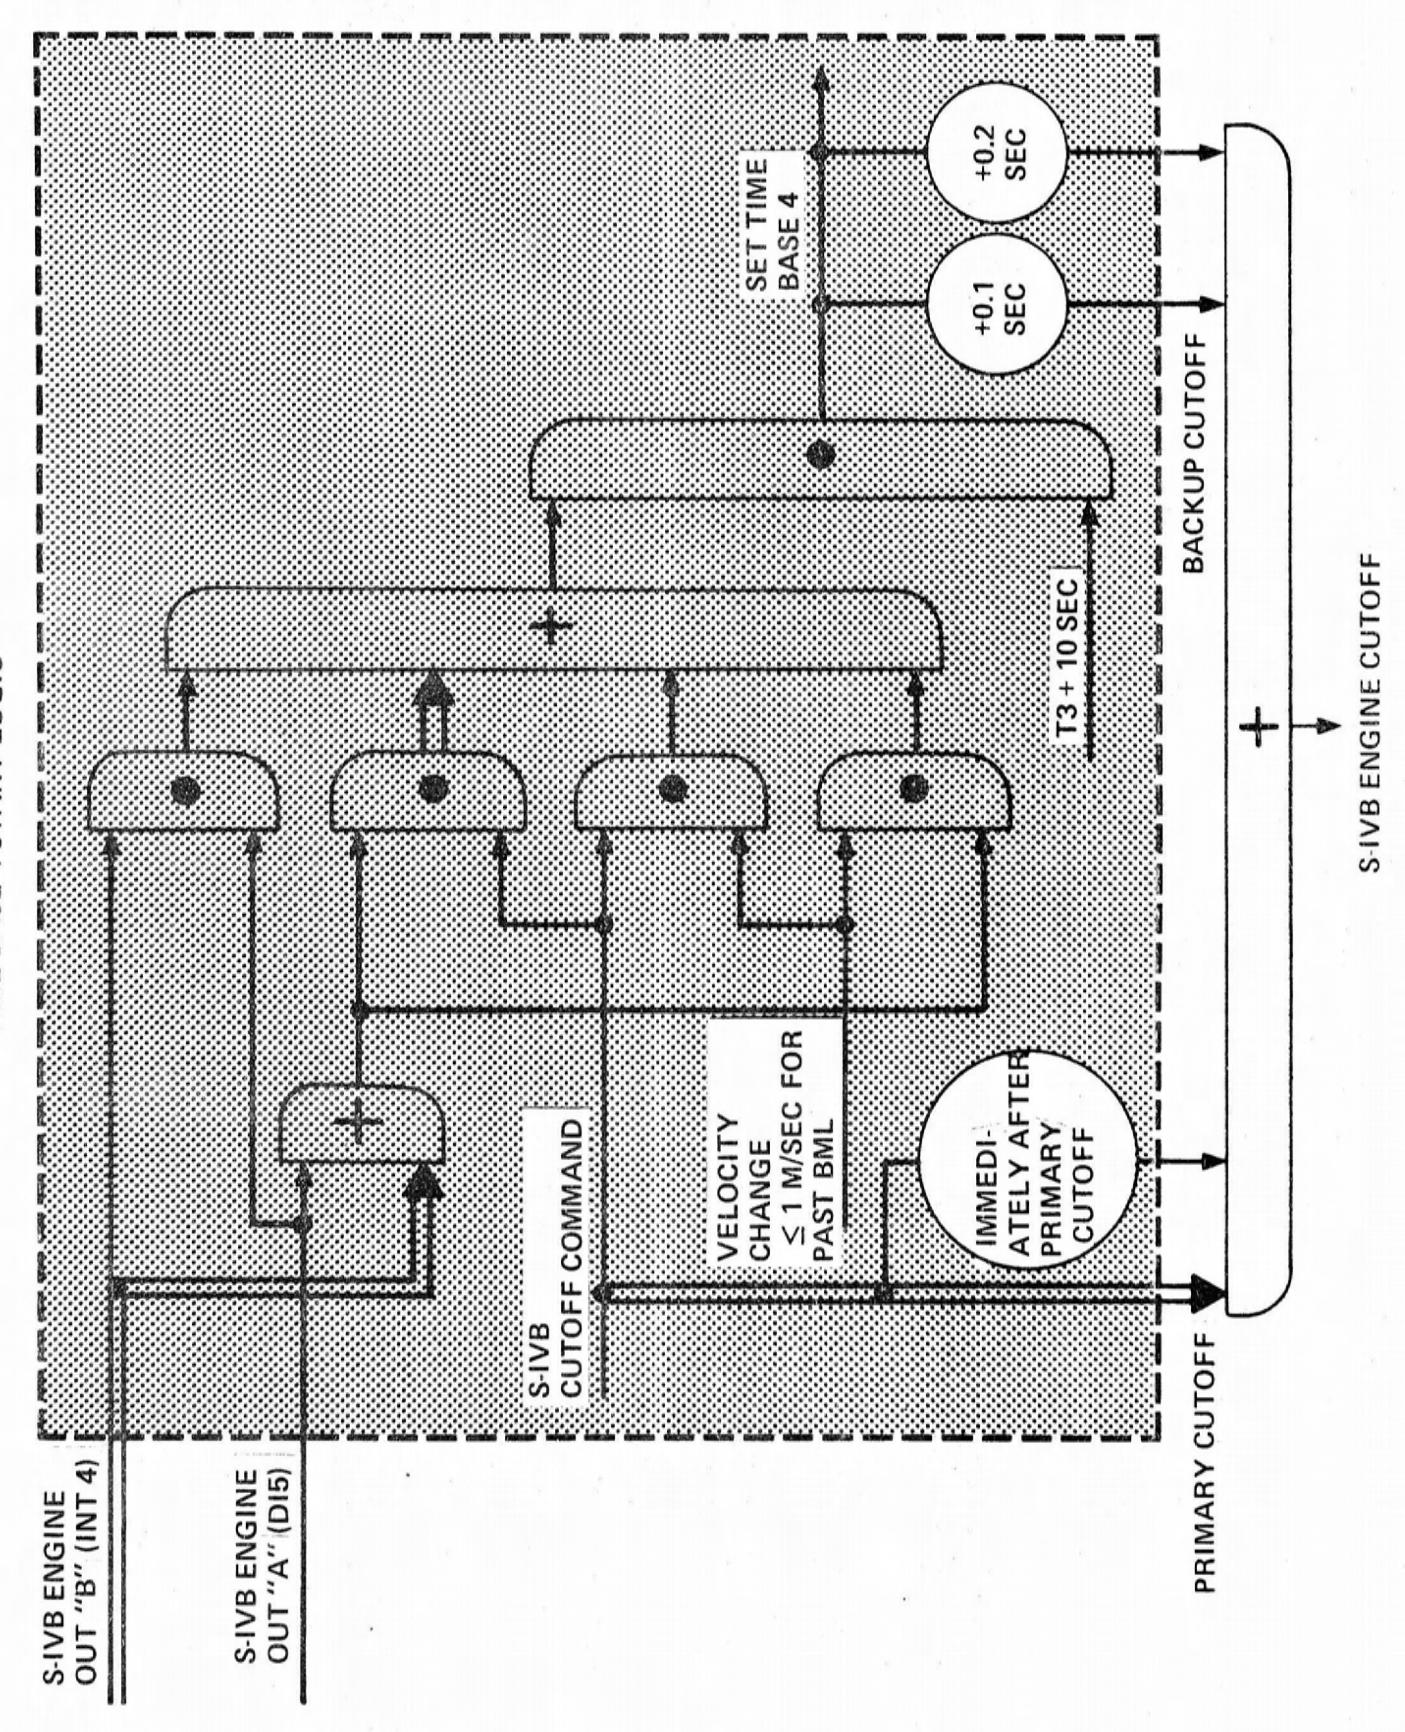 S-IVB ENGINE
OUT "B" (INT 4)
S-IVB ENGINE
OUT "A" (DI5)
S-IVB
CUTOFF COMMAND
VELOCITY
CHANGE
≤ 1 M/SEC FOR
PAST BML
IMMEDI-
ATELY AFTER
PRIMARY
CUTOFF
+
+
T3 + 10 SEC
SET TIME
BASE 4
+0.1
SEC
+0.2
SEC
PRIMARY CUTOFF
BACKUP CUTOFF
+
S-IVB ENGINE CUTOFF